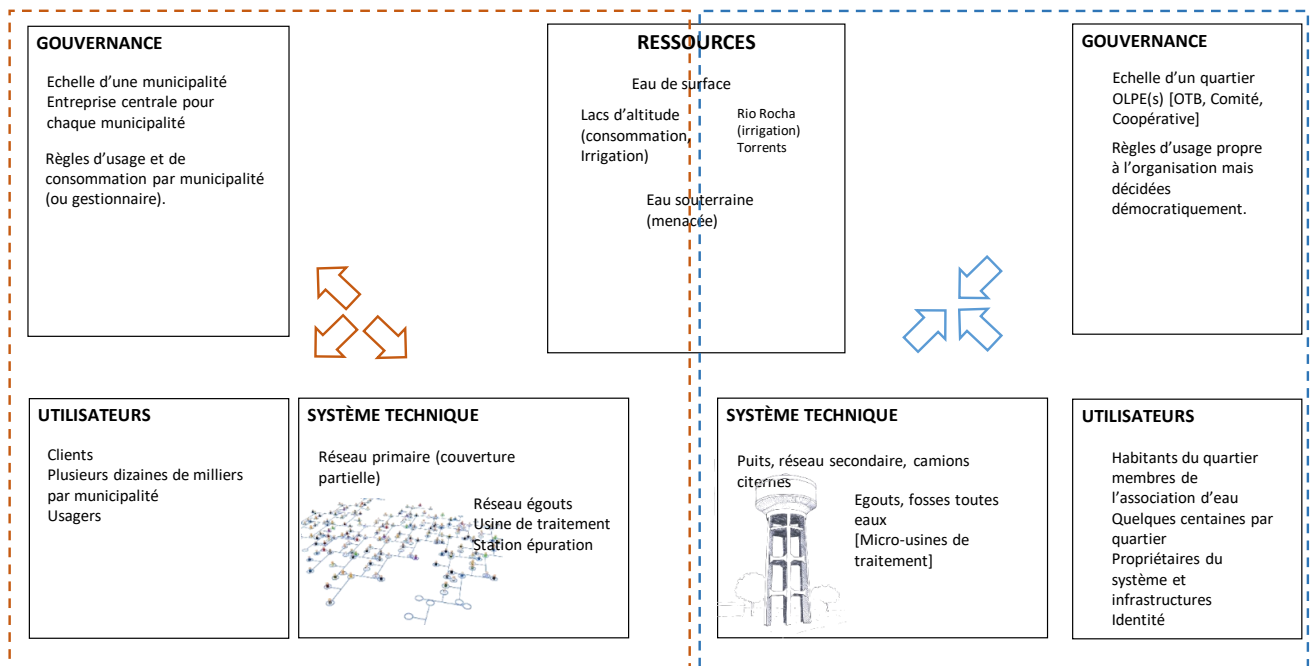 GOUVERNANCE
Echelle d'une municipalité
Entreprise centrale pour
chaque municipalité
Règles d'usage et de
consommation par municipalité
(ou gestionnaire).
RESSOURCES
Eau de surface
Lacs d'altitude
(consommation,
Irrigation)
Rio Rocha
(irrigation)
Torrents
Eau souterraine
(menacée)
GOUVERNANCE
Echelle d'un quartier
OLPE(s) [OTB, Comité,
Coopérative]
Règles d'usage propre
à l'organisation mais
décidées
démocratiquement.
UTILISATEURS
Clients
Plusieurs dizaines de milliers
par municipalité
Usagers
SYSTÈME TECHNIQUE
Réseau primaire (couverture
partielle)
Réseau égouts
Usine de traitement
Station épuration
SYSTÈME TECHNIQUE
Puits, réseau secondaire, camions
citernes
Egouts, fosses toutes
eaux
[Micro-usines de
traitement]
UTILISATEURS
Habitants du quartier
membres de
l'association d'eau
Quelques centaines par
quartier
Propriétaires du
système et
infrastructures
Identité